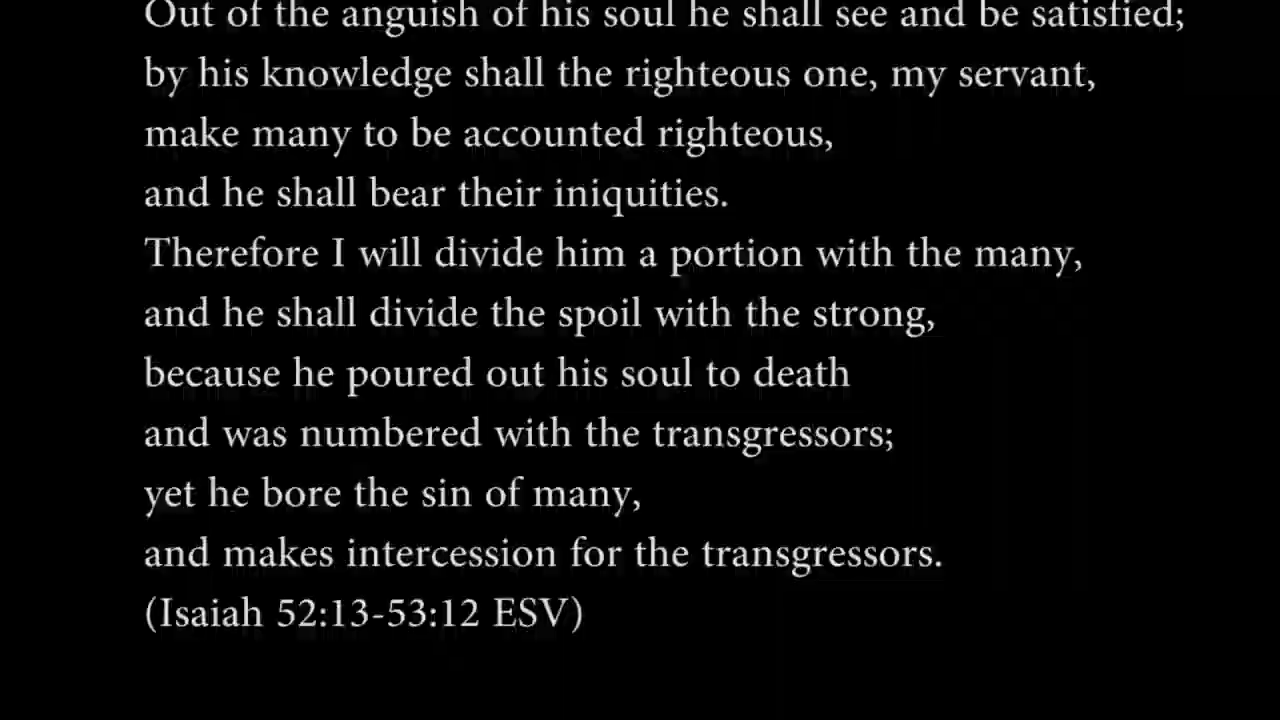 Out of the anguish of his soul he shall see and be satisfied;
by his knowledge shall the righteous one, my servant,
make many to be accounted righteous,
and he shall bear their iniquities.
Therefore I will divide him a portion with the many,
and he shall divide the spoil with the strong,
because he poured out his soul to death
and was numbered with the transgressors;
yet he bore the sin of many,
and makes intercession for the transgressors.
(Isaiah 52:13-53:12 ESV)